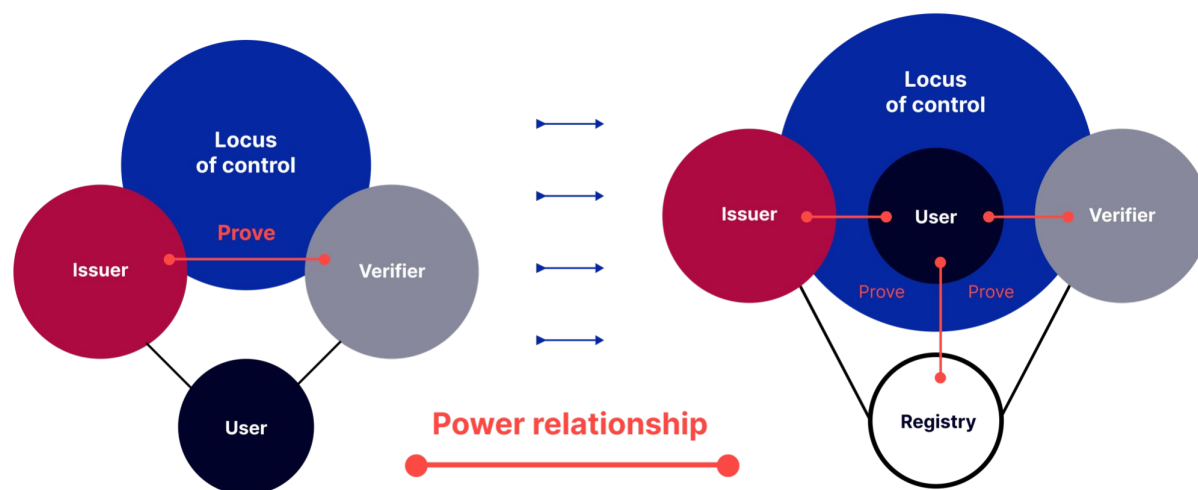 Locus
of control
Prove
Issuer
Verifier
User
Power relationship
Locus
of control
Issuer
User
Verifier
Prove
Prove
Registry